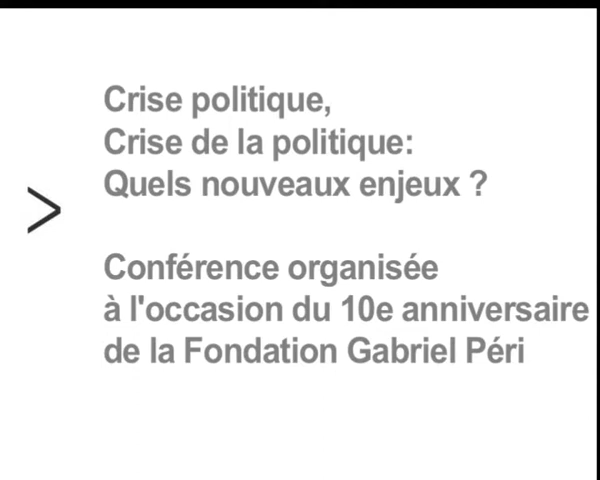 Crise politique,
Crise de la politique:
Quels nouveaux enjeux ?
>
Conférence organisée
à l'occasion du 10e anniversaire
de la Fondation Gabriel Péri